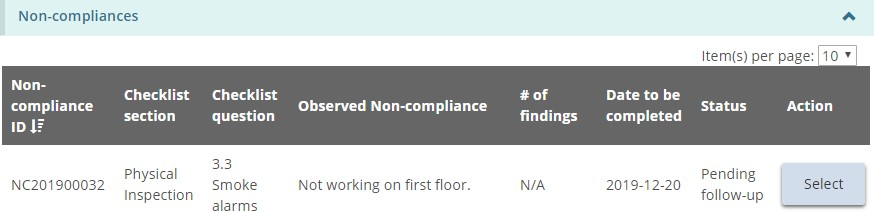 Non-compliances
Item(s) per page: 10
Non-compliance ID Checklist section Checklist question Observed Non-compliance # of findings Date to be completed Status Action
NC201900032 Physical Inspection 3.3 Smoke alarms Not working on first floor. N/A 2019-12-20 Pending follow-up Select